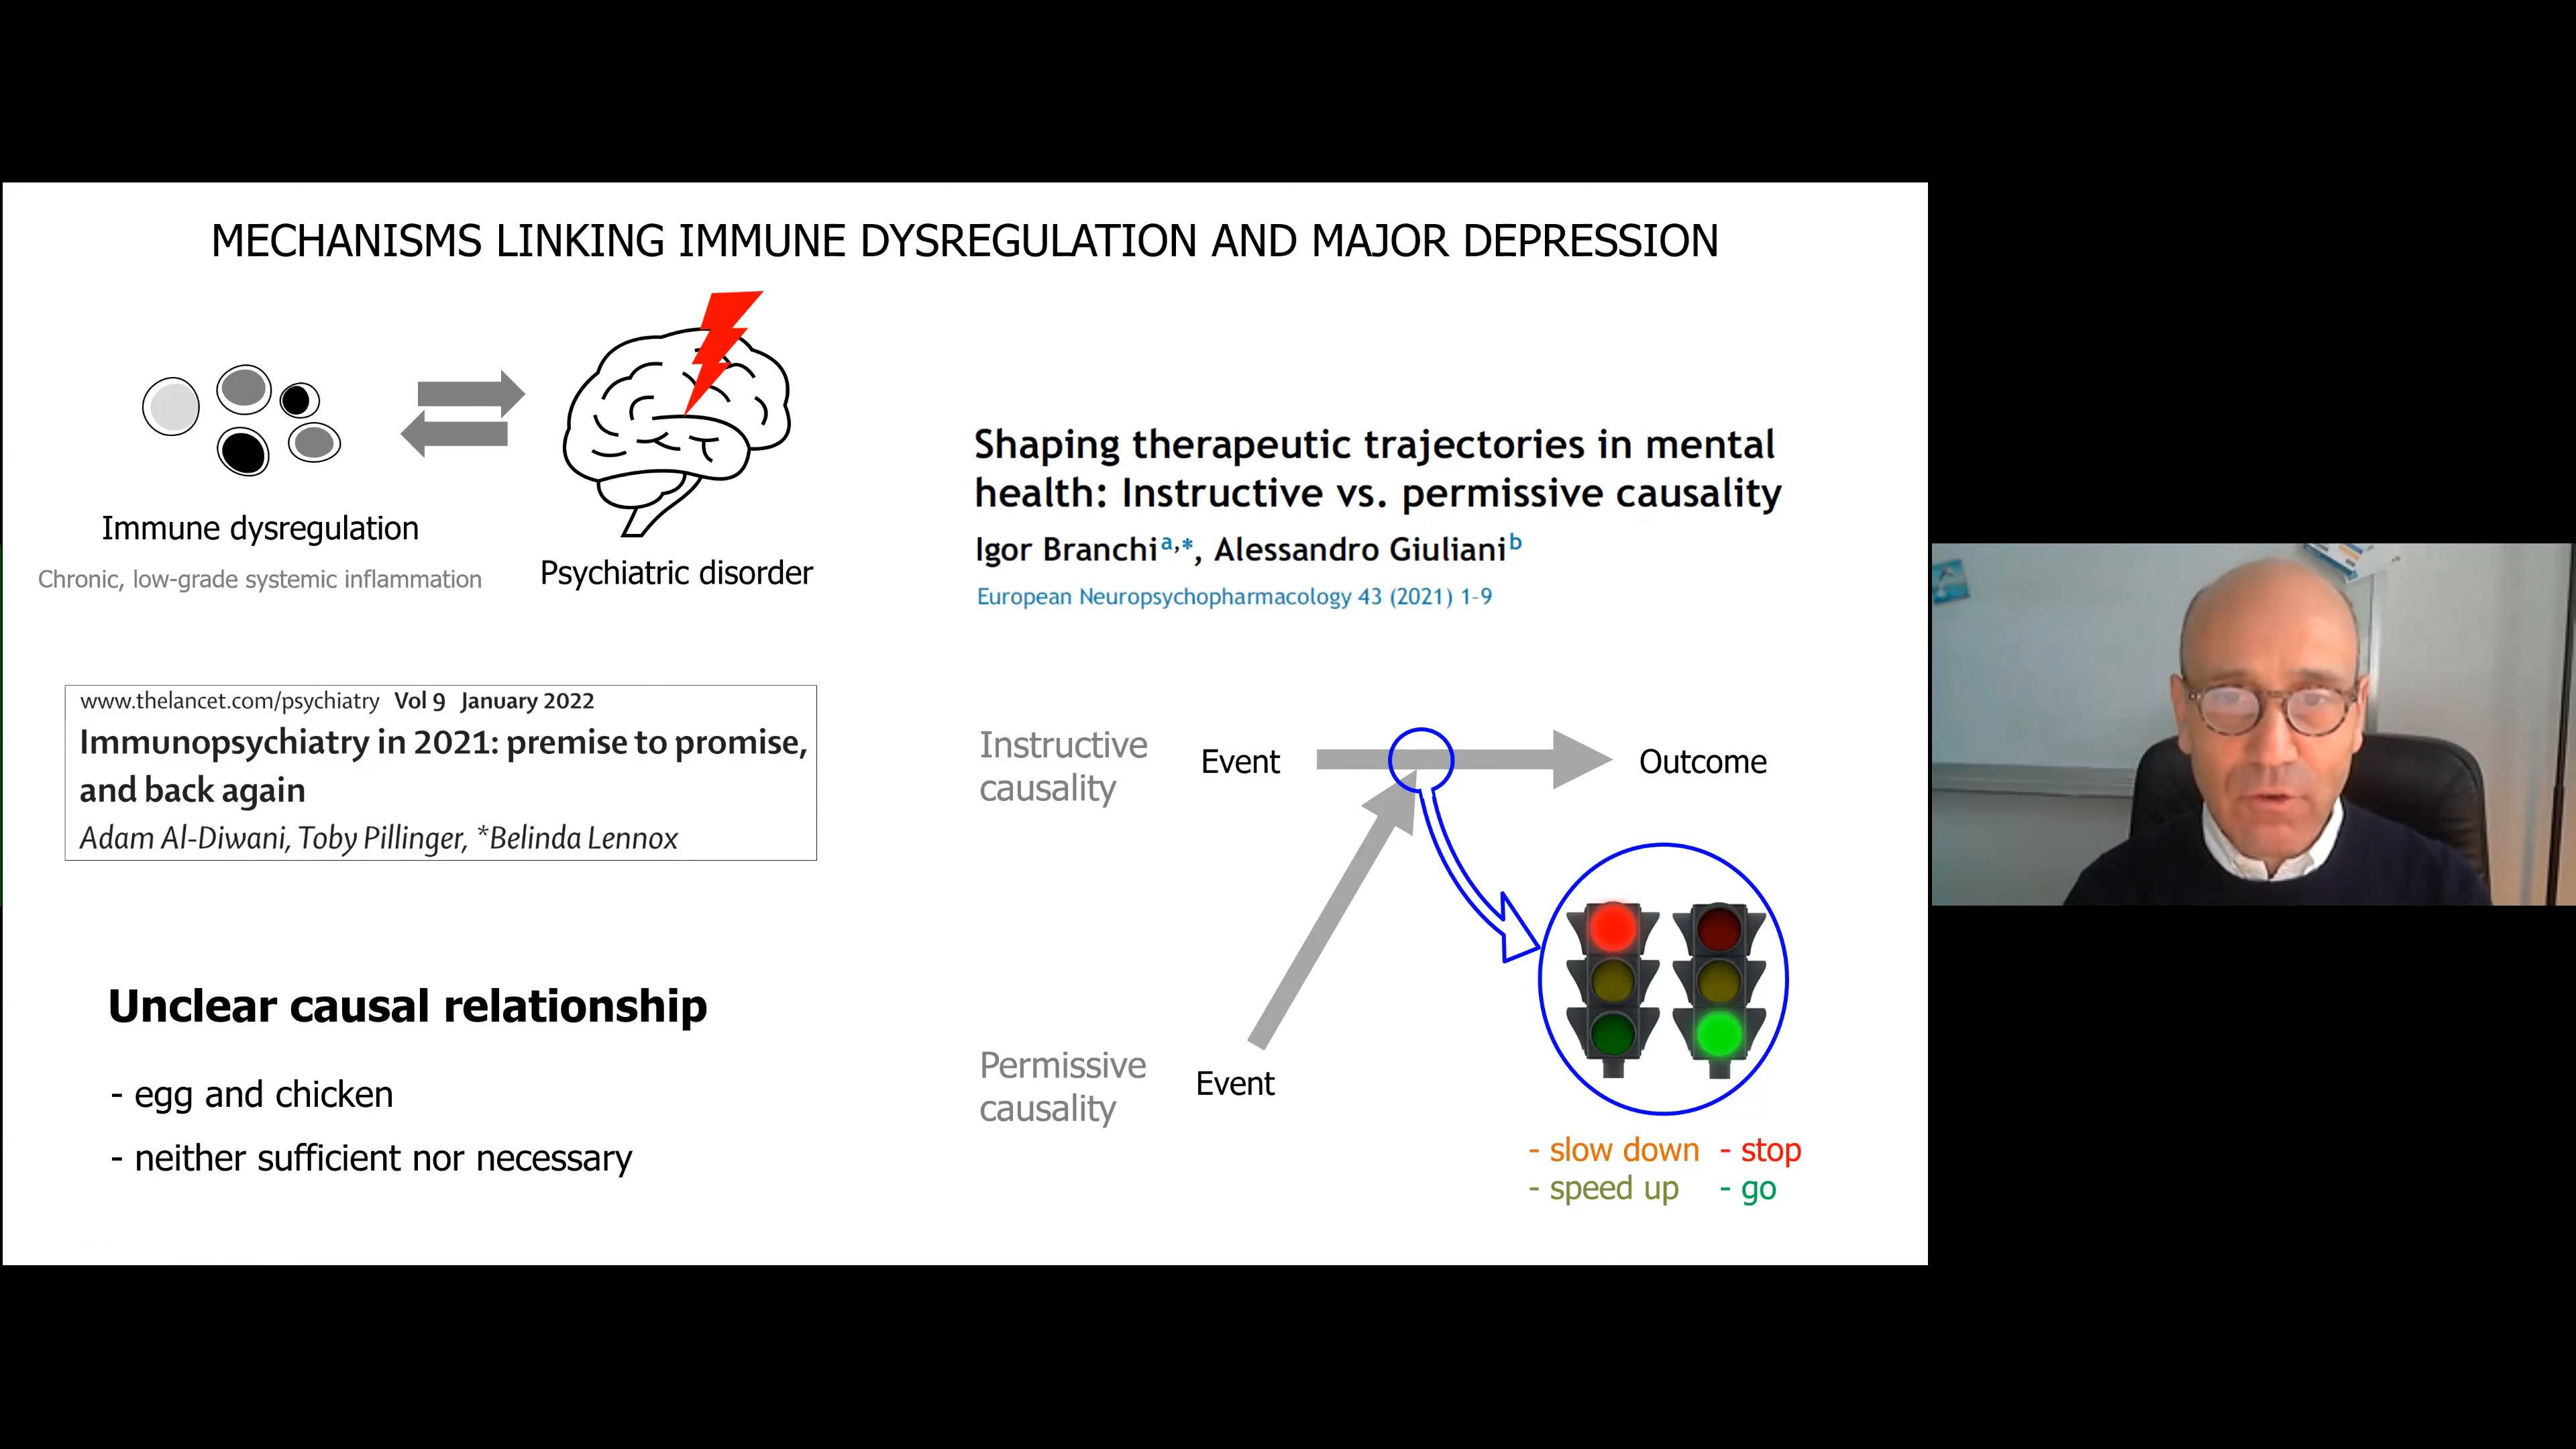 MECHANISMS LINKING IMMUNE DYSREGULATION AND MAJOR DEPRESSION
Immune dysregulation
Chronic, low-grade systemic inflammation
Psychiatric disorder
www.thelancet.com/psychiatry Vol 9 January 2022
Immunopsychiatry in 2021: premise to promise,
and back again
Adam Al-Diwani, Toby Pillinger, *Belinda Lennox
Unclear causal relationship
- egg and chicken
- neither sufficient nor necessary
Shaping therapeutic trajectories in mental
health: Instructive vs. permissive causality
Igor Branchia,*, Alessandro Giulianib
European Neuropsychopharmacology 43 (2021) 1–9
Instructive
causality
Event
Outcome
Permissive
causality
Event
- slow down - stop
- speed up - go